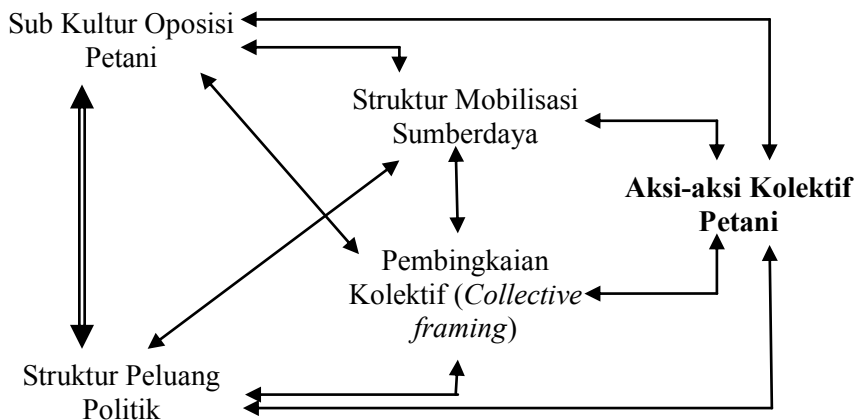 Sub Kultur Oposisi
Petani
Struktur Mobilisasi
Sumberdaya
Aksi-aksi Kolektif
Petani
Pembingkaian
Kolektif (Collective
framing)
Struktur Peluang
Politik